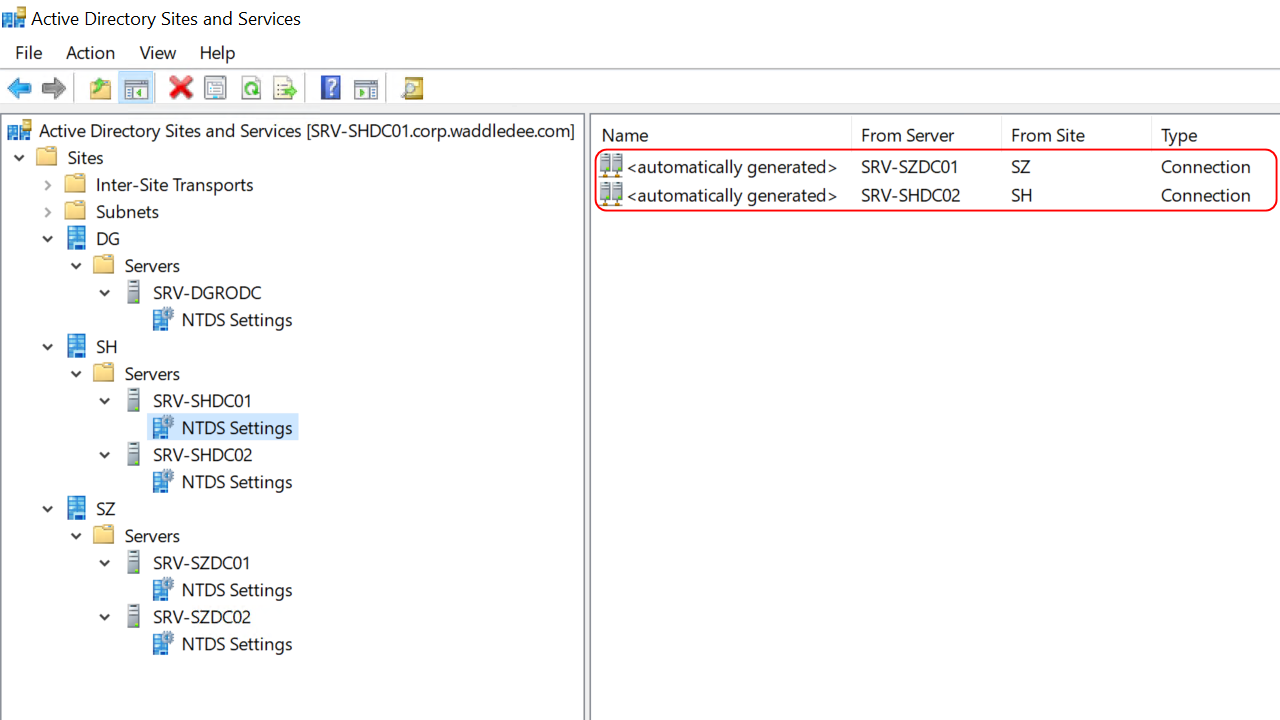 Active Directory Sites and Services
File Action View Help
Active Directory Sites and Services [SRV-SHDC01.corp.waddledee.com]
Sites
Inter-Site Transports
Subnets
DG
Servers
SRV-DGRODC
NTDS Settings
SH
Servers
SRV-SHDC01
NTDS Settings
SRV-SHDC02
NTDS Settings
SZ
Servers
SRV-SZDC01
NTDS Settings
SRV-SZDC02
NTDS Settings
Name From Server From Site Type
<automatically generated> SRV-SZDC01 SZ Connection
<automatically generated> SRV-SHDC02 SH Connection